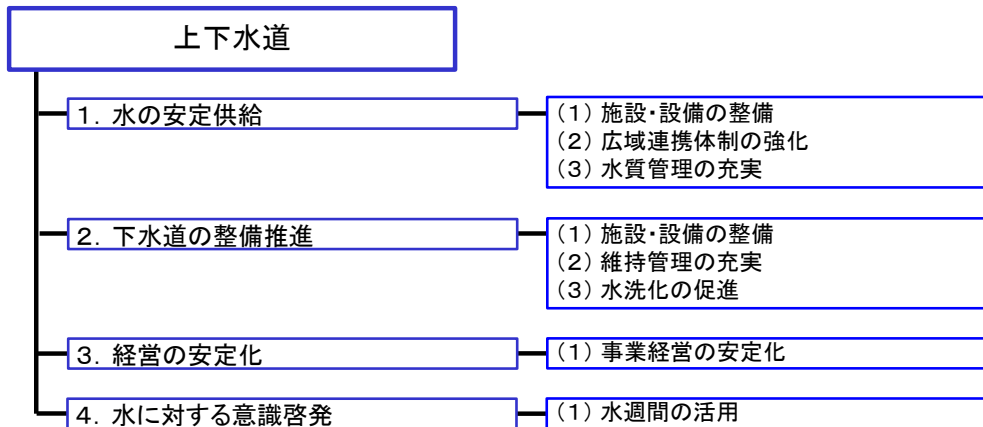 上下水道
1．水の安定供給
（1）施設・設備の整備
（2）広域連携体制の強化
（3）水質管理の充実
2．下水道の整備推進
（1）施設・設備の整備
（2）維持管理の充実
（3）水洗化の促進
3．経営の安定化
（1）事業経営の安定化
4．水に対する意識啓発
（1）水週間の活用